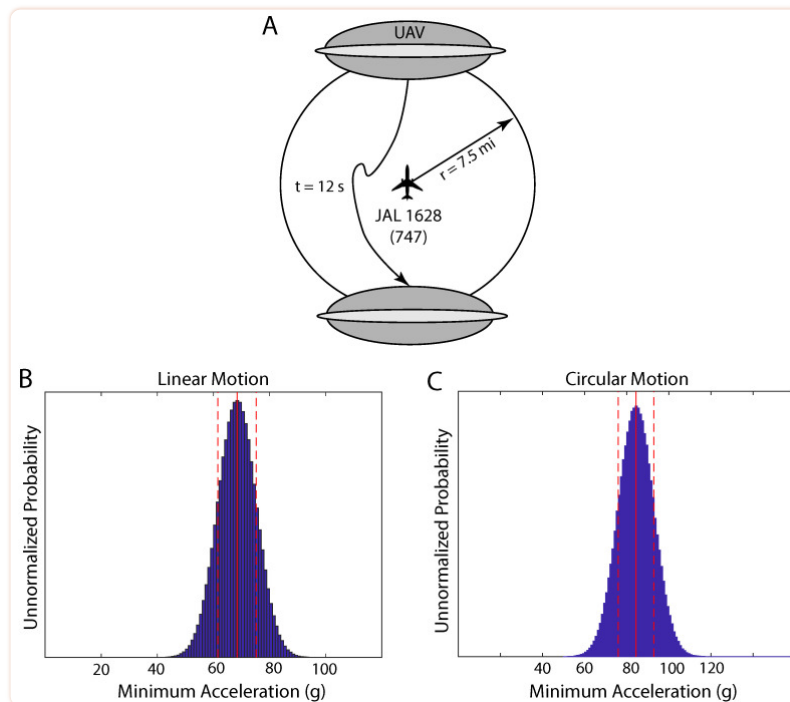 A
UAV
r = 7.5 mi
t = 12 s
JAL 1628
(747)
B
Linear Motion
Unnormalized Probability
20 40 60 80 100
Minimum Acceleration (g)
C
Circular Motion
Unnormalized Probability
40 60 80 100 120
Minimum Acceleration (g)